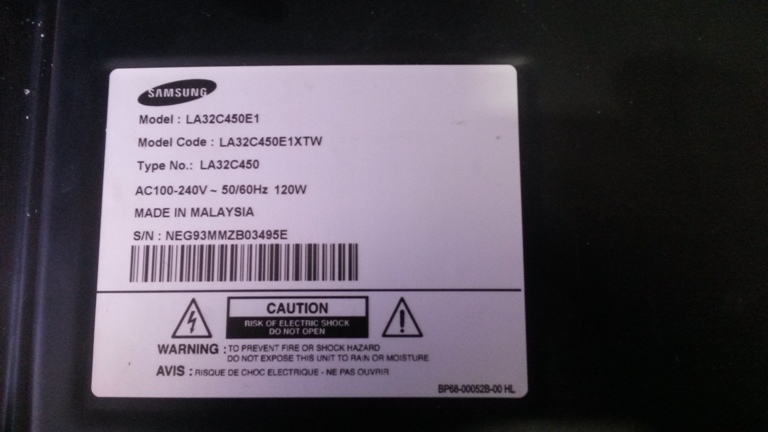 SAMSUNG
Model : LA32C450E1
Model Code : LA32C450E1XTW
Type No.: LA32C450
AC100-240V ~ 50/60Hz 120W
MADE IN MALAYSIA
S/N : NEG93MMZB03495E
CAUTION
RISK OF ELECTRIC SHOCK
DO NOT OPEN
WARNING : TO PREVENT FIRE OR SHOCK HAZARD
DO NOT EXPOSE THIS UNIT TO RAIN OR MOISTURE
AVIS : RISQUE DE CHOC ELECTRIQUE - NE PAS OUVRIR
BP68-00052B-00 HL